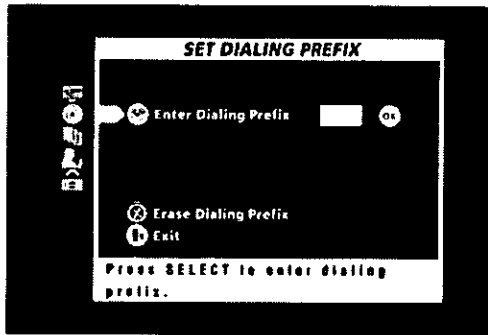 SET DIALING PREFIX
Enter Dialing Prefix OK
Erase Dialing Prefix
Exit
Press SELECT to enter dialing
prefix.